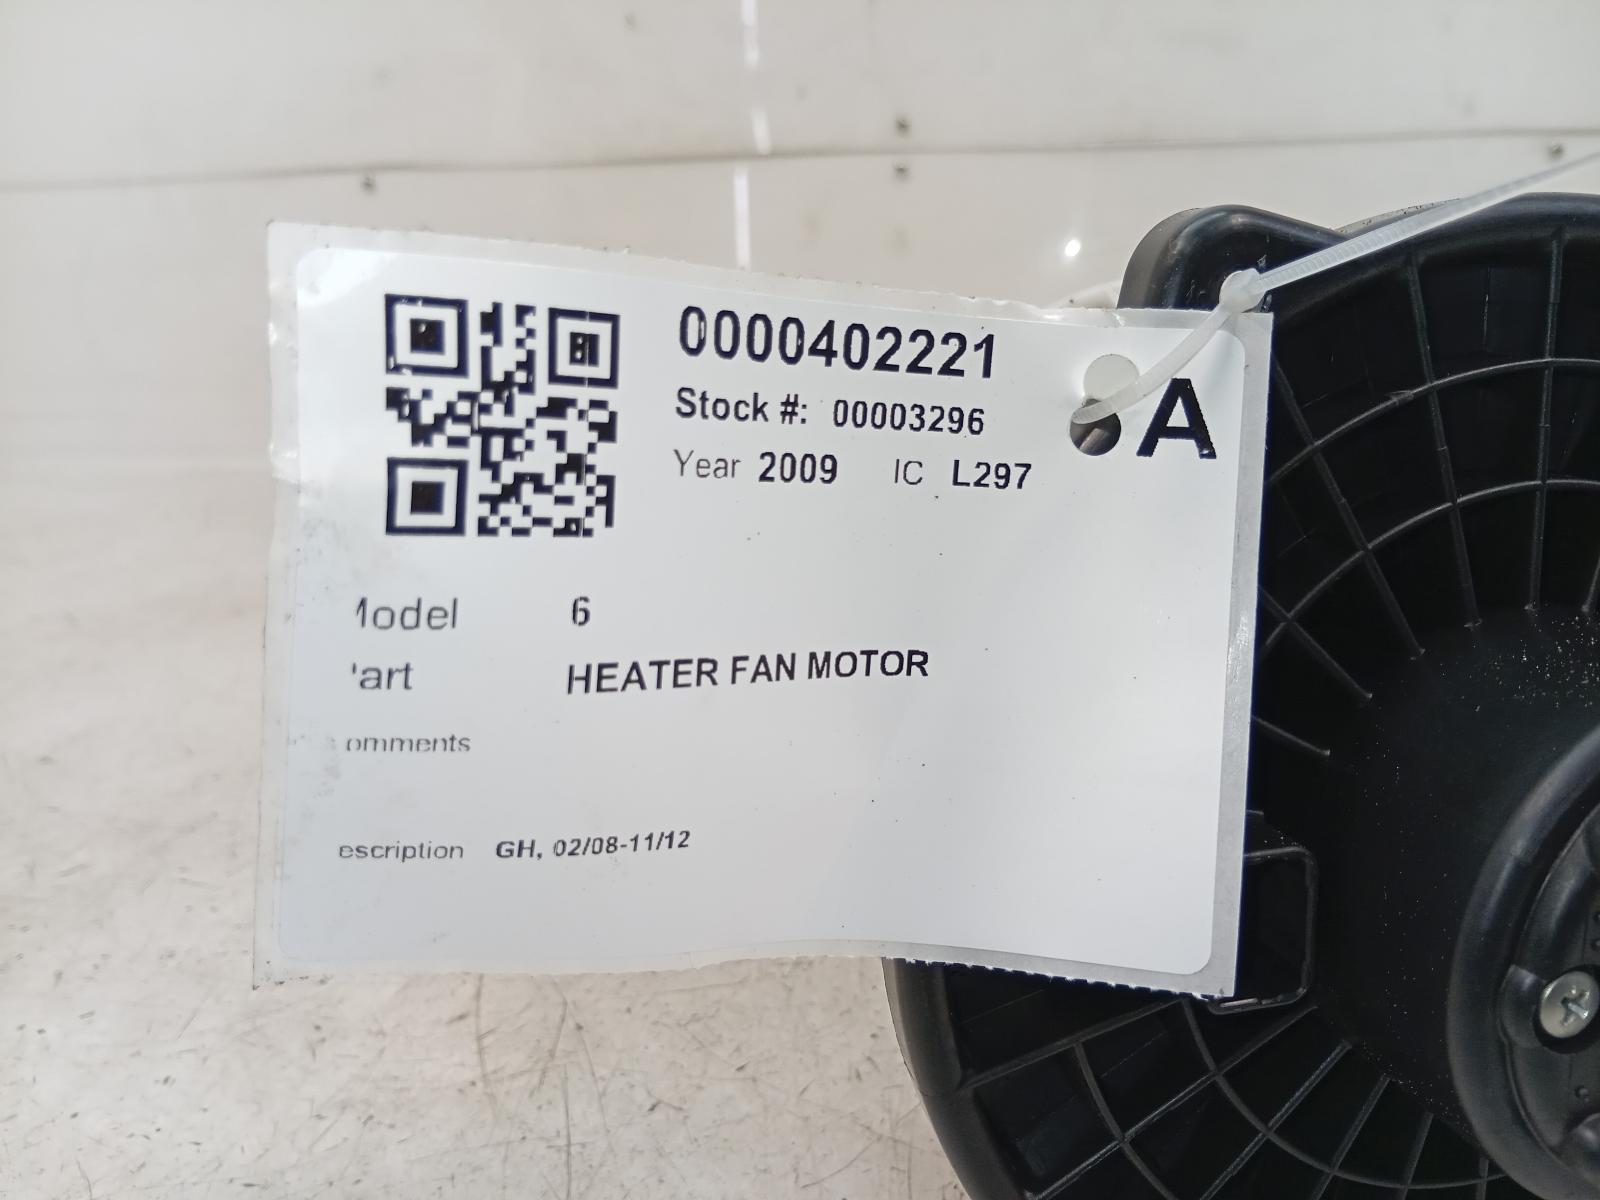 0000402221
Stock #: 00003296
A
Year 2009 IC L297
Model 6
Part HEATER FAN MOTOR
omments
escription GH, 02/08-11/12